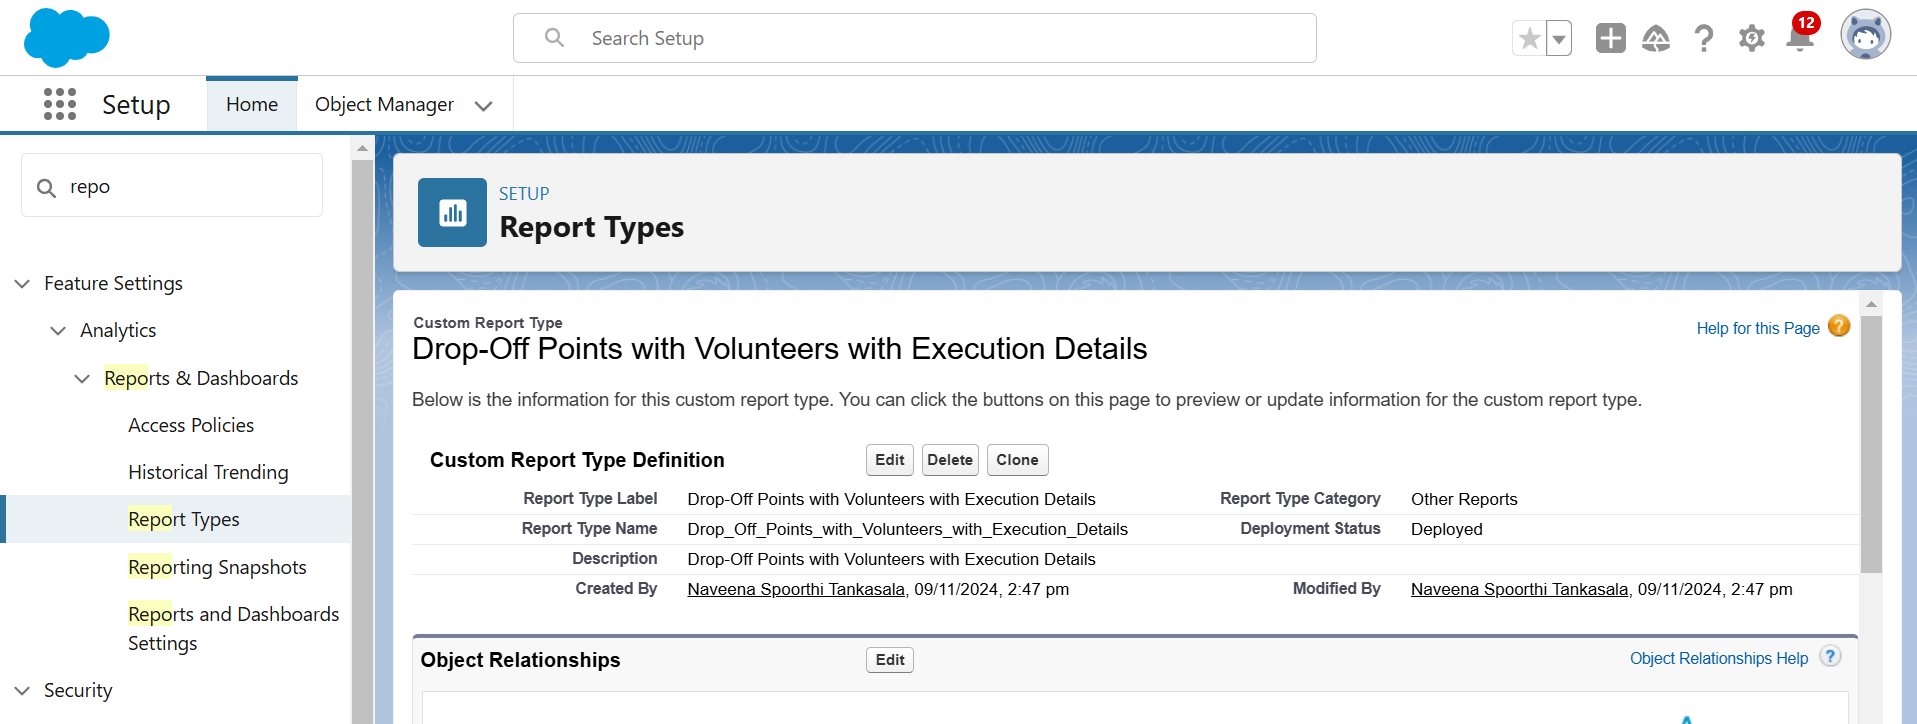 Search Setup
12
Setup
Home
Object Manager
repo
Feature Settings
Analytics
Reports & Dashboards
Access Policies
Historical Trending
Report Types
Reporting Snapshots
Reports and Dashboards
Settings
Security
SETUP
Report Types
Custom Report Type
Drop-Off Points with Volunteers with Execution Details
Help for this Page ?
Below is the information for this custom report type. You can click the buttons on this page to preview or update information for the custom report type.
Custom Report Type Definition Edit Delete Clone
Report Type Label Drop-Off Points with Volunteers with Execution Details Report Type Category Other Reports
Report Type Name Drop_Off_Points_with_Volunteers_with_Execution_Details Deployment Status Deployed
Description Drop-Off Points with Volunteers with Execution Details
Created By Naveena Spoorthi Tankasala, 09/11/2024, 2:47 pm Modified By Naveena Spoorthi Tankasala, 09/11/2024, 2:47 pm
Object Relationships Edit Object Relationships Help ?